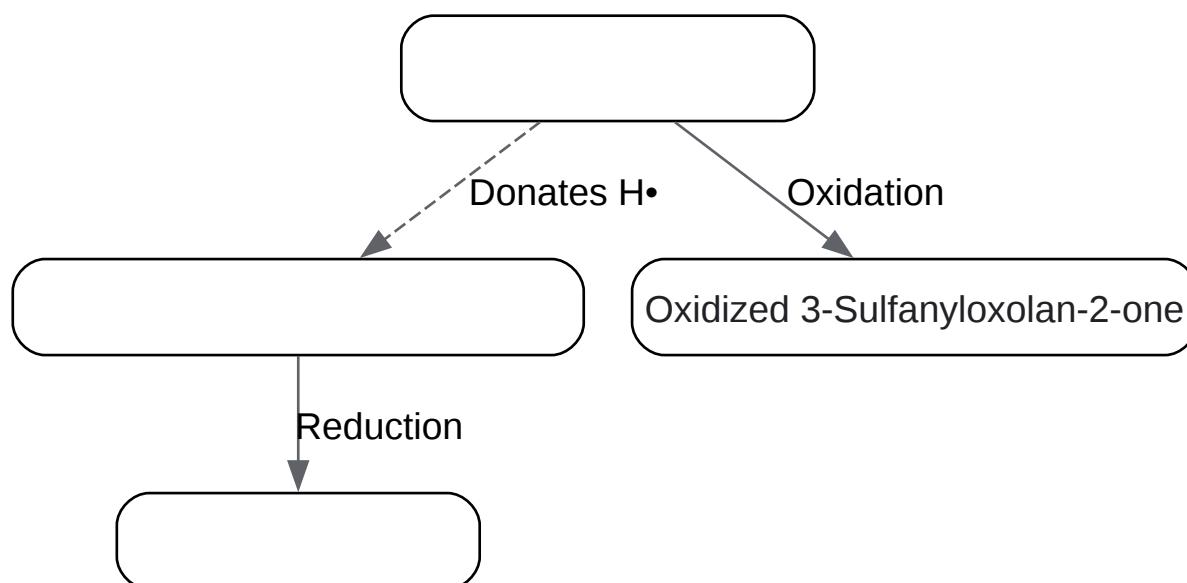 Donates H•
Oxidation
Oxidized 3-Sulfanyloxolan-2-one
Reduction